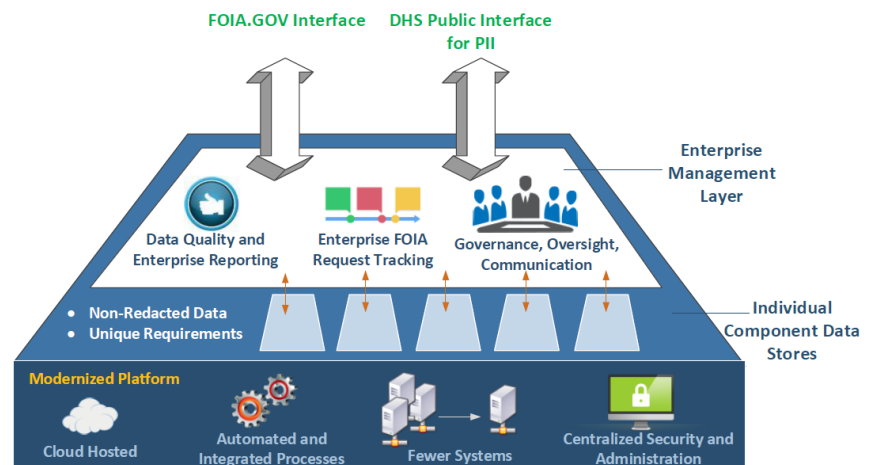 FOIA.GOV Interface
DHS Public Interface
for PII
Enterprise
Management
Layer
Data Quality and
Enterprise Reporting
Enterprise FOIA
Request Tracking
Governance, Oversight,
Communication
• Non-Redacted Data
• Unique Requirements
Individual
Component Data
Stores
Modernized Platform
Cloud Hosted
Automated and
Integrated Processes
Fewer Systems
Centralized Security and
Administration